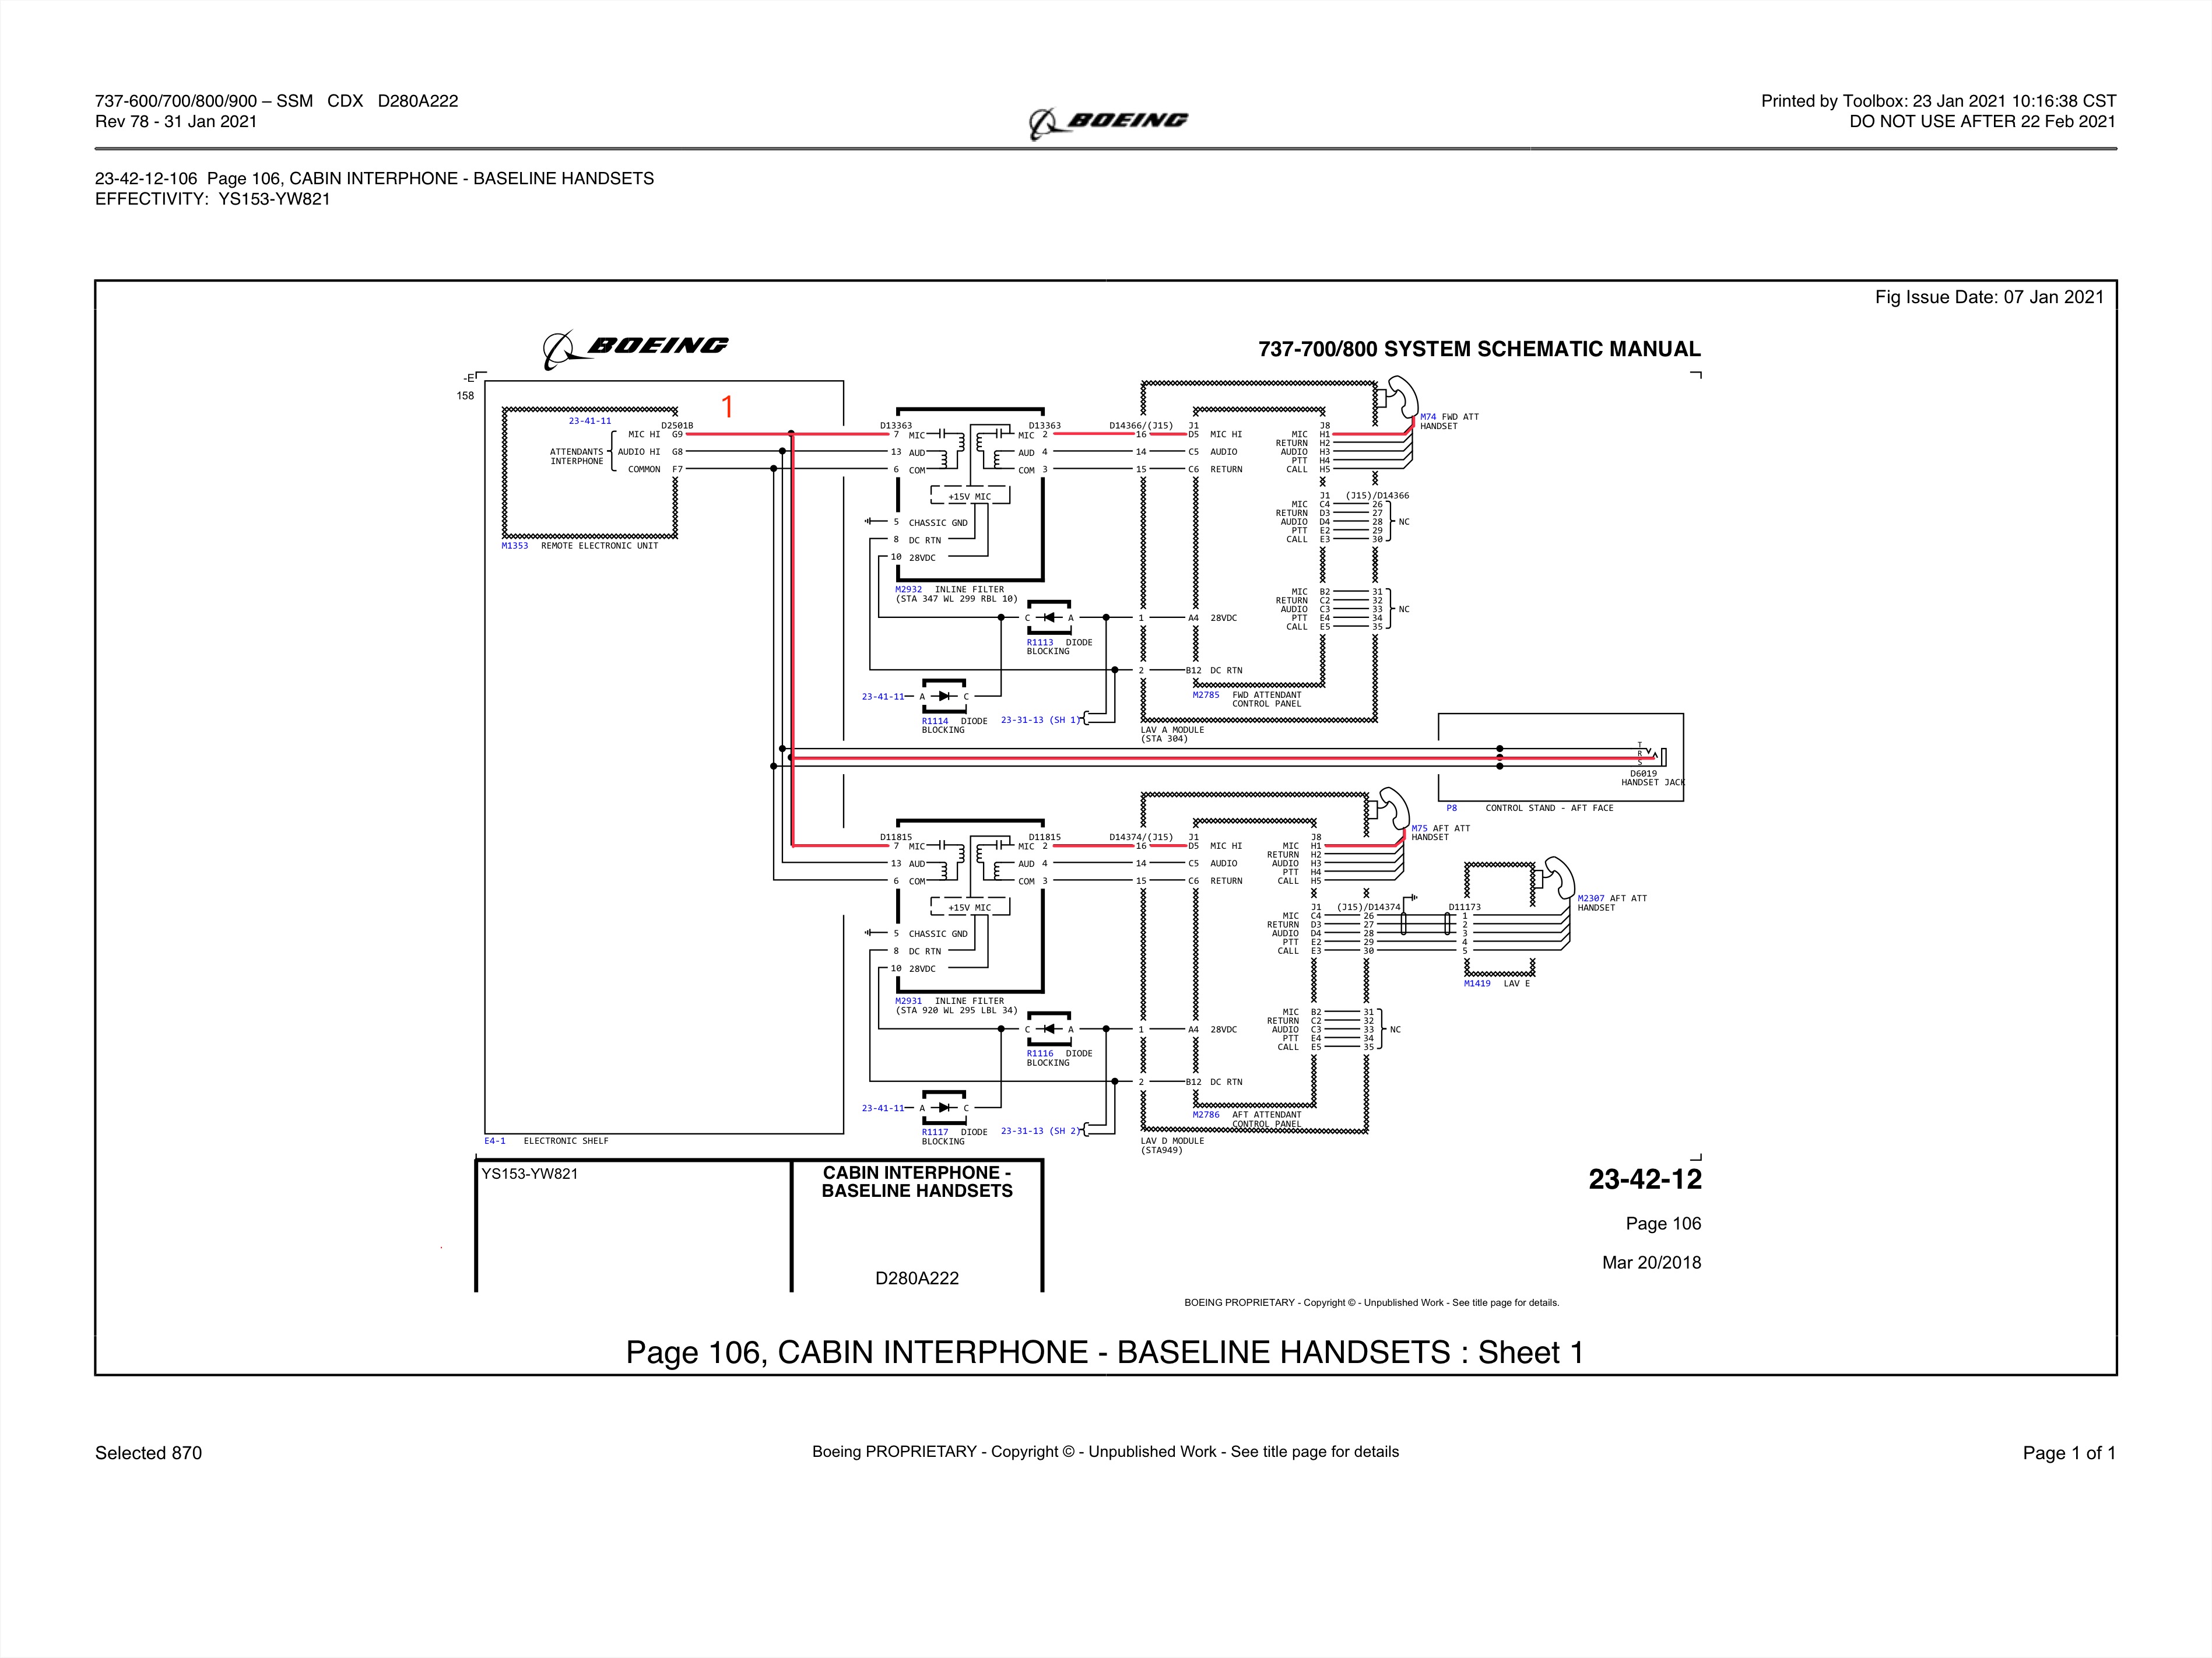 737-600/700/800/900 – SSM   CDX   D280A222
Rev 78 - 31 Jan 2021
BOEING
Printed by Toolbox: 23 Jan 2021 10:16:38 CST
DO NOT USE AFTER 22 Feb 2021
23-42-12-106  Page 106, CABIN INTERPHONE - BASELINE HANDSETS
EFFECTIVITY:  YS153-YW821
Fig Issue Date: 07 Jan 2021
BOEING
737-700/800 SYSTEM SCHEMATIC MANUAL
-E
158
1
23-41-11
D2501B
ATTENDANTS
INTERPHONE
MIC HI G9
AUDIO HI G8
COMMON F7
M1353 REMOTE ELECTRONIC UNIT
D13363
7 MIC
13 AUD
6 COM
D13363
MIC 2
AUD 4
COM 3
+15V MIC
5 CHASSIC GND
8 DC RTN
10 28VDC
M2932 INLINE FILTER
(STA 347 WL 299 RBL 10)
C A
R1113 DIODE
BLOCKING
23-41-11 A C
R1114 DIODE
BLOCKING
23-31-13 (SH 1)
D14366/(J15)
16
14
15
1
2
J1
D5 MIC HI
C5 AUDIO
C6 RETURN
A4 28VDC
B12 DC RTN
J8
MIC H1
RETURN H2
AUDIO H3
PTT H4
CALL H5
M74 FWD ATT
HANDSET
J1 (J15)/D14366
MIC C4 26
RETURN D3 27
AUDIO D4 28 NC
PTT E2 29
CALL E3 30
MIC B2 31
RETURN C2 32
AUDIO C3 33 NC
PTT E4 34
CALL E5 35
M2785 FWD ATTENDANT
CONTROL PANEL
LAV A MODULE
(STA 304)
T
R
S
D6019
HANDSET JACK
P8 CONTROL STAND - AFT FACE
D11815
7 MIC
13 AUD
6 COM
D11815
MIC 2
AUD 4
COM 3
+15V MIC
5 CHASSIC GND
8 DC RTN
10 28VDC
M2931 INLINE FILTER
(STA 920 WL 295 LBL 34)
C A
R1116 DIODE
BLOCKING
23-41-11 A C
R1117 DIODE
BLOCKING
23-31-13 (SH 2)
D14374/(J15)
16
14
15
1
2
J1
D5 MIC HI
C5 AUDIO
C6 RETURN
A4 28VDC
B12 DC RTN
J8
MIC H1
RETURN H2
AUDIO H3
PTT H4
CALL H5
M75 AFT ATT
HANDSET
J1 (J15)/D14374 D11173
MIC C4 26 1
RETURN D3 27 2
AUDIO D4 28 3
PTT E2 29 4
CALL E3 30 5
M2307 AFT ATT
HANDSET
M1419 LAV E
MIC B2 31
RETURN C2 32
AUDIO C3 33 NC
PTT E4 34
CALL E5 35
M2786 AFT ATTENDANT
CONTROL PANEL
LAV D MODULE
(STA949)
E4-1 ELECTRONIC SHELF
YS153-YW821
CABIN INTERPHONE -
BASELINE HANDSETS
D280A222
23-42-12
Page 106
Mar 20/2018
BOEING PROPRIETARY - Copyright © - Unpublished Work - See title page for details.
Page 106, CABIN INTERPHONE - BASELINE HANDSETS : Sheet 1
Selected 870
Boeing PROPRIETARY - Copyright © - Unpublished Work - See title page for details
Page 1 of 1